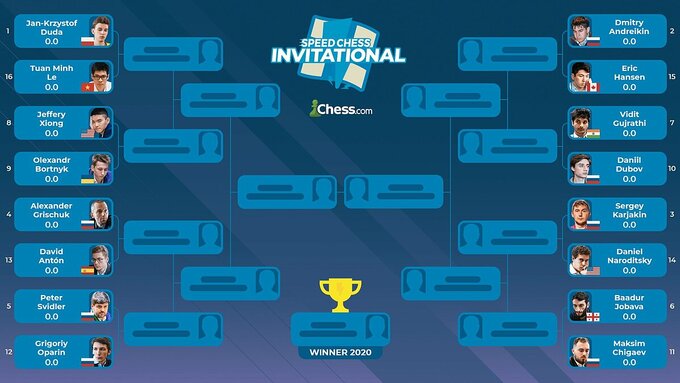 SPEED CHESS
INVITATIONAL
Chess.com
1
Jan-Krzysztof
Duda
0.0
16
Tuan Minh
Le
0.0
8
Jeffery
Xiong
0.0
9
Olexandr
Bortnyk
0.0
4
Alexander
Grischuk
0.0
13
David
Antón
0.0
5
Peter
Svidler
0.0
12
Grigoriy
Oparin
0.0
Dmitry
Andreikin
0.0
2
Eric
Hansen
0.0
15
Vidit
Gujrathi
0.0
7
Daniil
Dubov
0.0
10
Sergey
Karjakin
0.0
3
Daniel
Naroditsky
0.0
14
Baadur
Jobava
0.0
6
Maksim
Chigaev
0.0
11
WINNER 2020